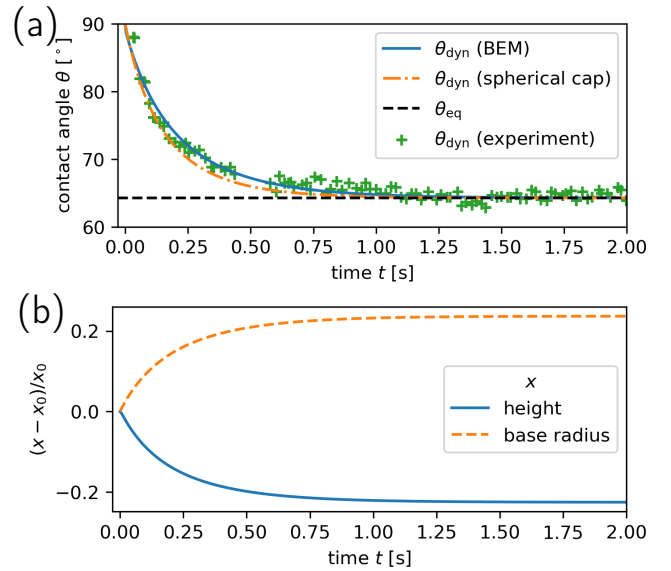 (a)
90
80
70
60
contact angle θ [°]
θdyn (BEM)
θdyn (spherical cap)
θeq
θdyn (experiment)
0.00 0.25 0.50 0.75 1.00 1.25 1.50 1.75 2.00
time t [s]
(b)
0.2
0.0
−0.2
(x − x0)/x0
x
height
base radius
0.00 0.25 0.50 0.75 1.00 1.25 1.50 1.75 2.00
time t [s]